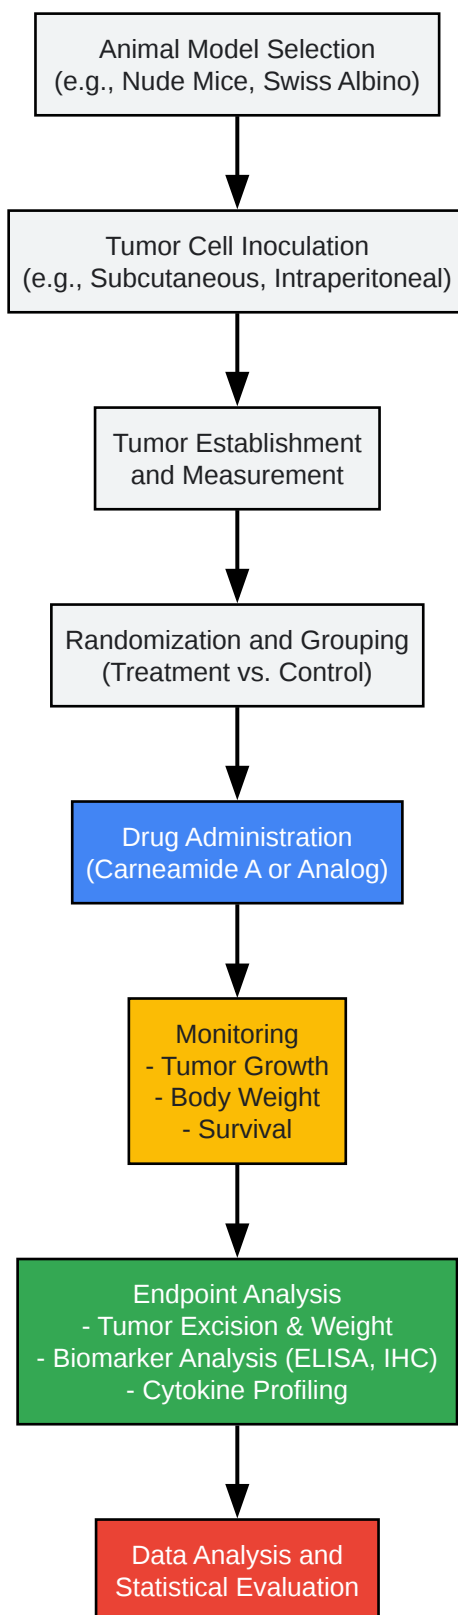 Animal Model Selection
(e.g., Nude Mice, Swiss Albino)
Tumor Cell Inoculation
(e.g., Subcutaneous, Intraperitoneal)
Tumor Establishment
and Measurement
Randomization and Grouping
(Treatment vs. Control)
Drug Administration
(Carneamide A or Analog)
Monitoring
- Tumor Growth
- Body Weight
- Survival
Endpoint Analysis
- Tumor Excision & Weight
- Biomarker Analysis (ELISA, IHC)
- Cytokine Profiling
Data Analysis and
Statistical Evaluation